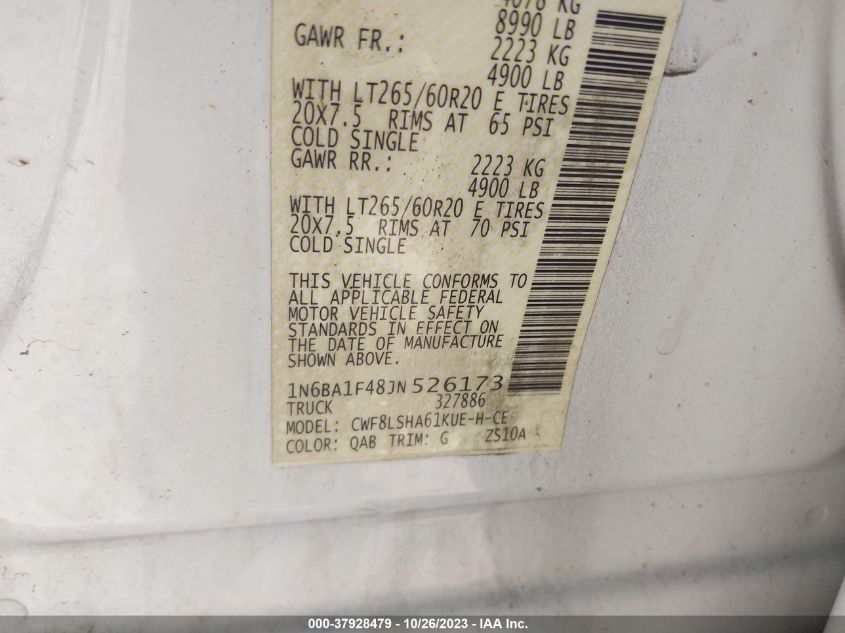 4078 KG
8990 LB
GAWR FR.: 2223 KG
4900 LB
WITH LT265/60R20 E TIRES
20X7.5 RIMS AT 65 PSI
COLD SINGLE
GAWR RR.: 2223 KG
4900 LB
WITH LT265/60R20 E TIRES
20X7.5 RIMS AT 70 PSI
COLD SINGLE
THIS VEHICLE CONFORMS TO
ALL APPLICABLE FEDERAL
MOTOR VEHICLE SAFETY
STANDARDS IN EFFECT ON
THE DATE OF MANUFACTURE
SHOWN ABOVE.
1N6BA1F48JN526173
TRUCK 327886
MODEL: CWF8LSHA61KUE-H-CE
COLOR: QAB TRIM: G ZS10A
000-37928479 - 10/26/2023 - IAA Inc.